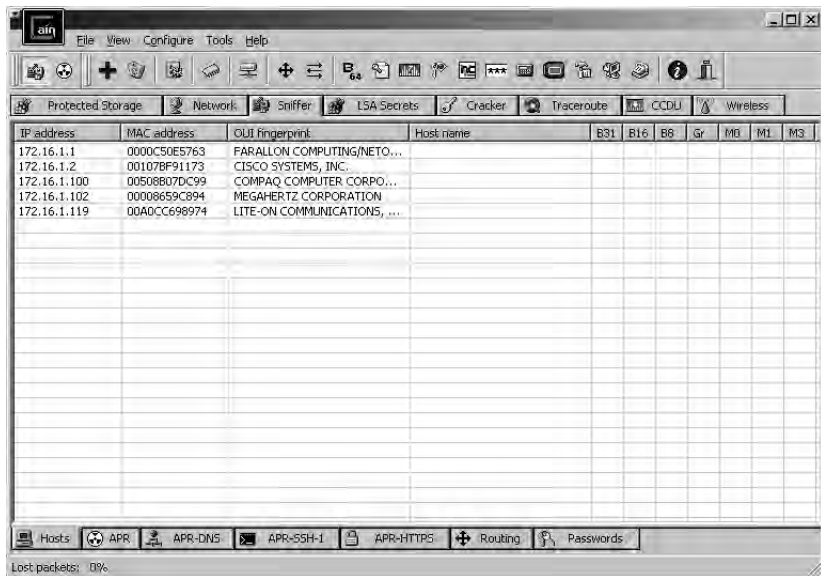 ain
File View Configure Tools Help
B 64
Protected Storage Network Sniffer LSA Secrets Cracker Traceroute CCDU Wireless
IP address MAC address OUI fingerprint Host name B31 B16 B8 Gr M0 M1 M3
172.16.1.1 0000C50E5763 FARALLON COMPUTING/NETO...
172.16.1.2 00107BF91173 CISCO SYSTEMS, INC.
172.16.1.100 00508B07DC99 COMPAQ COMPUTER CORPO...
172.16.1.102 00008659C894 MEGAHERTZ CORPORATION
172.16.1.119 00A0CC698974 LITE-ON COMMUNICATIONS, ...
Hosts APR APR-DNS APR-SSH-1 APR-HTTPS Routing Passwords
Lost packets: 0%